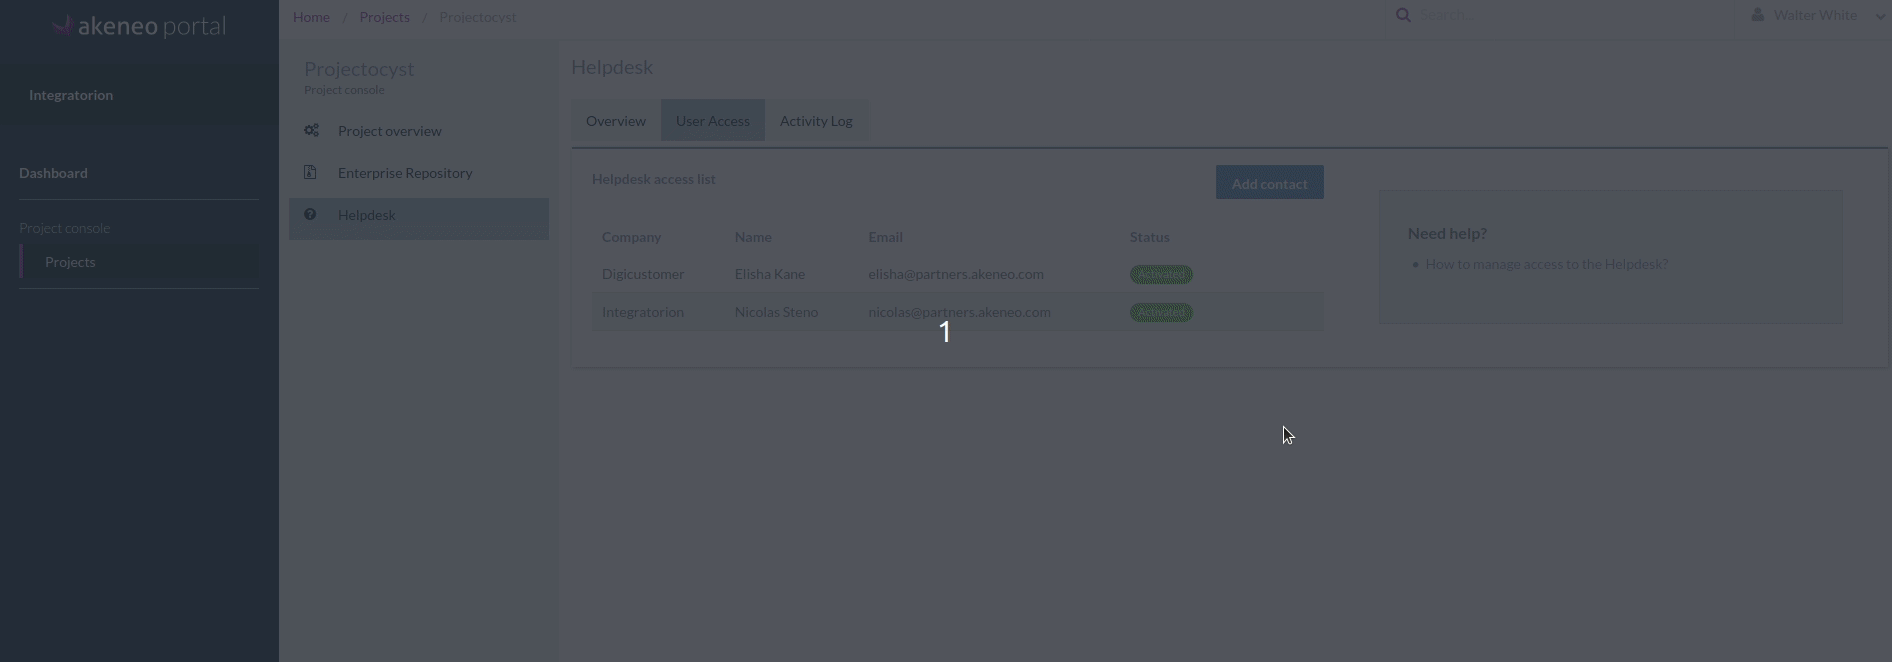 akeneo portal
Home / Projects / Projectocyst
Search...
Walter White
Integratorion
Dashboard
Project console
Projects
Projectocyst
Project console
Project overview
Enterprise Repository
Helpdesk
Helpdesk
Overview User Access Activity Log
Helpdesk access list
Add contact
Company Name Email Status
Digicustomer Elisha Kane elisha@partners.akeneo.com Activated
Integratorion Nicolas Steno nicolas@partners.akeneo.com Activated
1
Need help?
• How to manage access to the Helpdesk?